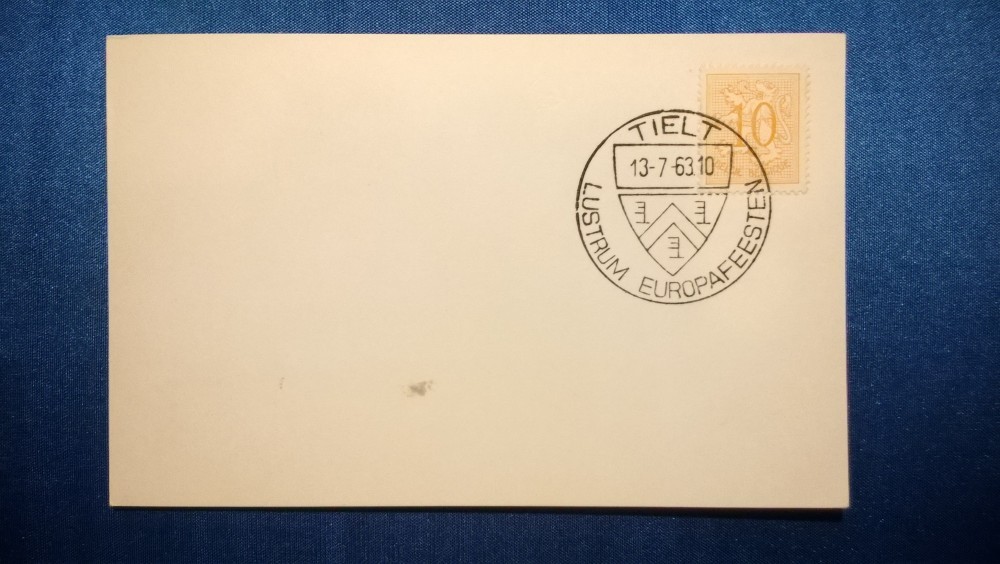 10
TIELT
13-7-63.10
LUSTRUM EUROPAFEESTEN